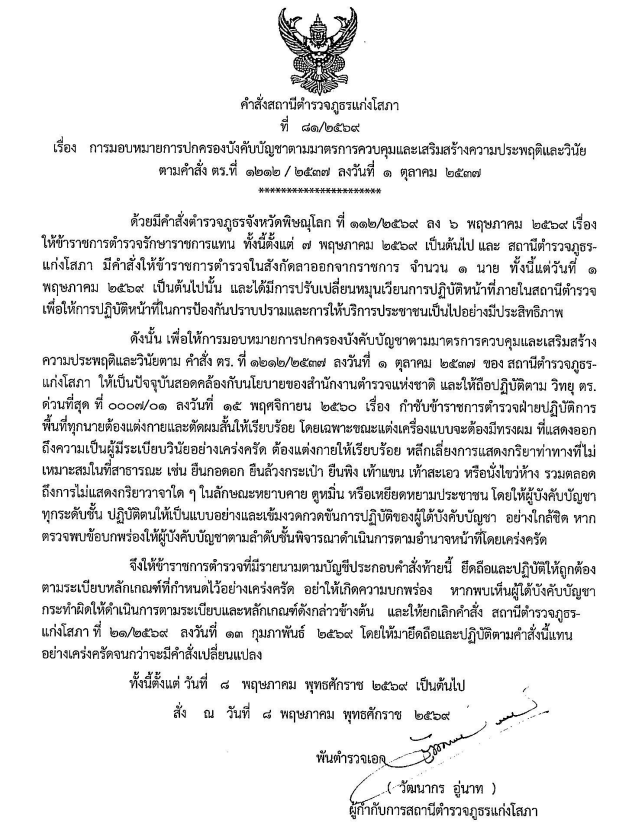 คำสั่งสถานีตำรวจภูธรแก่งโสภา
ที่ ๘๑/๒๕๖๙
เรื่อง การมอบหมายการปกครองบังคับบัญชาตามมาตรการควบคุมและเสริมสร้างความประพฤติและวินัย
ตามคำสั่ง ตร.ที่ ๑๒๑๒ / ๒๕๓๗ ลงวันที่ ๑ ตุลาคม ๒๕๓๗
**********************
ด้วยมีคำสั่งตำรวจภูธรจังหวัดพิษณุโลก ที่ ๑๑๒/๒๕๖๙ ลง ๖ พฤษภาคม ๒๕๖๙ เรื่อง
ให้ข้าราชการตำรวจรักษาราชการแทน ทั้งนี้ตั้งแต่ ๗ พฤษภาคม ๒๕๖๙ เป็นต้นไป และ สถานีตำรวจภูธร-
แก่งโสภา มีคำสั่งให้ข้าราชการตำรวจในสังกัดลาออกจากราชการ จำนวน ๑ นาย ทั้งนี้แต่วันที่ ๑
พฤษภาคม ๒๕๖๙ เป็นต้นไปนั้น และได้มีการปรับเปลี่ยนหมุนเวียนการปฏิบัติหน้าที่ภายในสถานีตำรวจ
เพื่อให้การปฏิบัติหน้าที่ในการป้องกันปราบปรามและการให้บริการประชาชนเป็นไปอย่างมีประสิทธิภาพ
ดังนั้น เพื่อให้การมอบหมายการปกครองบังคับบัญชาตามมาตรการควบคุมและเสริมสร้าง
ความประพฤติและวินัยตาม คำสั่ง ตร. ที่ ๑๒๑๒/๒๕๓๗ ลงวันที่ ๑ ตุลาคม ๒๕๓๗ ของ สถานีตำรวจภูธร-
แก่งโสภา ให้เป็นปัจจุบันสอดคล้องกับนโยบายของสำนักงานตำรวจแห่งชาติ และให้ถือปฏิบัติตาม วิทยุ ตร.
ด่วนที่สุด ที่ ๐๐๐๗/๐๑ ลงวันที่ ๑๕ พฤศจิกายน ๒๕๖๐ เรื่อง กำชับข้าราชการตำรวจฝ่ายปฏิบัติการ
พื้นที่ทุกนายต้องแต่งกายและตัดผมสั้นให้เรียบร้อย โดยเฉพาะขณะแต่งเครื่องแบบจะต้องมีทรงผม ที่แสดงออก
ถึงความเป็นผู้มีระเบียบวินัยอย่างเคร่งครัด ต้องแต่งกายให้เรียบร้อย หลีกเลี่ยงการแสดงกริยาท่าทางที่ไม่
เหมาะสมในที่สาธารณะ เช่น ยืนกอดอก ยืนล้วงกระเป๋า ยืนพิง เท้าแขน เท้าสะเอว หรือนั่งไขว่ห้าง รวมตลอด
ถึงการไม่แสดงกริยาวาจาใด ๆ ในลักษณะหยาบคาย ดูหมิ่น หรือเหยียดหยามประชาชน โดยให้ผู้บังคับบัญชา
ทุกระดับชั้น ปฏิบัติตนให้เป็นแบบอย่างและเข้มงวดกวดขันการปฏิบัติของผู้ใต้บังคับบัญชา อย่างใกล้ชิด หาก
ตรวจพบข้อบกพร่องให้ผู้บังคับบัญชาตามลำดับชั้นพิจารณาดำเนินการตามอำนาจหน้าที่โดยเคร่งครัด
จึงให้ข้าราชการตำรวจที่มีรายนามตามบัญชีประกอบคำสั่งท้ายนี้ ยึดถือและปฏิบัติให้ถูกต้อง
ตามระเบียบหลักเกณฑ์ที่กำหนดไว้อย่างเคร่งครัด อย่าให้เกิดความบกพร่อง หากพบเห็นผู้ใต้บังคับบัญชา
กระทำผิดให้ดำเนินการตามระเบียบและหลักเกณฑ์ดังกล่าวข้างต้น และให้ยกเลิกคำสั่ง สถานีตำรวจภูธร-
แก่งโสภา ที่ ๒๑/๒๕๖๙ ลงวันที่ ๑๓ กุมภาพันธ์ ๒๕๖๙ โดยให้มายึดถือและปฏิบัติตามคำสั่งนี้แทน
อย่างเคร่งครัดจนกว่าจะมีคำสั่งเปลี่ยนแปลง
ทั้งนี้ตั้งแต่ วันที่ ๘ พฤษภาคม พุทธศักราช ๒๕๖๙ เป็นต้นไป
สั่ง ณ วันที่ ๘ พฤษภาคม พุทธศักราช ๒๕๖๙
พันตำรวจเอก
( วัฒนากร อู่นาท )
ผู้กำกับการสถานีตำรวจภูธรแก่งโสภา